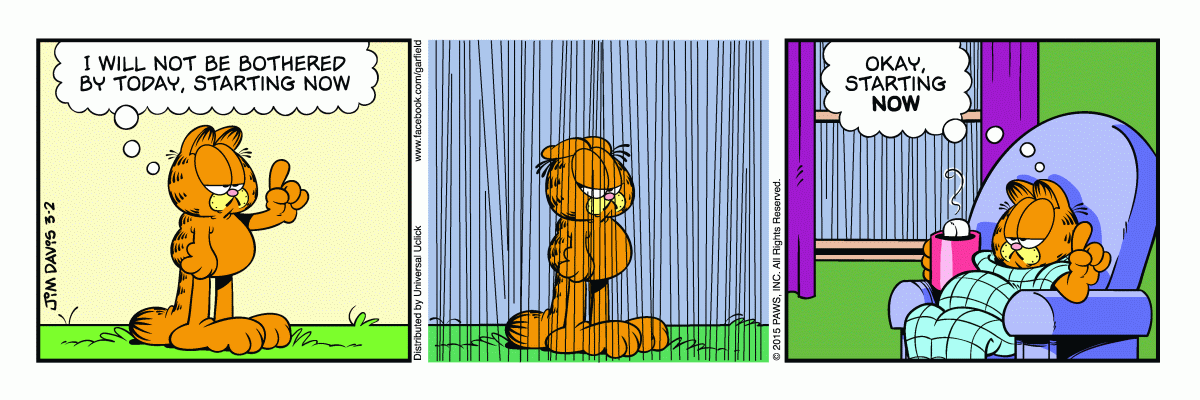 I WILL NOT BE BOTHERED
BY TODAY, STARTING NOW
JIM DAVIS 3·2
www.facebook.com/garfield
Distributed by Universal Uclick
OKAY,
STARTING
NOW
© 2015 PAWS, INC. All Rights Reserved.